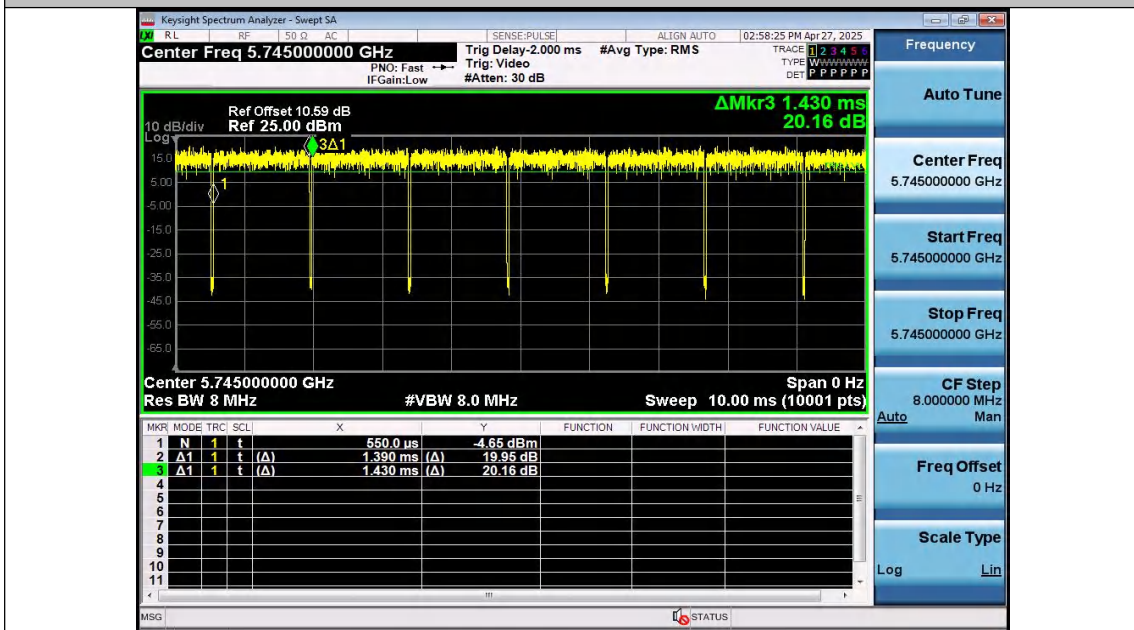 Keysight Spectrum Analyzer - Swept SA
LXI RL RF 50 Ω AC SENSE:PULSE ALIGN AUTO 02:58:25 PM Apr 27, 2025
Center Freq 5.745000000 GHz
Trig Delay-2.000 ms #Avg Type: RMS TRACE 1 2 3 4 5 6
PNO: Fast Trig: Video TYPE WWWWWW
IFGain:Low #Atten: 30 dB DET P P P P P P
ΔMkr3 1.430 ms
20.16 dB
Ref Offset 10.59 dB
10 dB/div Ref 25.00 dBm
Log
3Δ1
15.0
1
5.00
-5.00
-15.0
-25.0
-35.0
-45.0
-55.0
-65.0
Center 5.745000000 GHz Span 0 Hz
Res BW 8 MHz #VBW 8.0 MHz Sweep 10.00 ms (10001 pts)
MKR MODE TRC SCL X Y FUNCTION FUNCTION WIDTH FUNCTION VALUE
1 N 1 t 550.0 µs -4.65 dBm
2 Δ1 1 t (Δ) 1.390 ms (Δ) 19.95 dB
3 Δ1 1 t (Δ) 1.430 ms (Δ) 20.16 dB
4
5
6
7
8
9
10
11
MSG STATUS
Frequency
Auto Tune
Center Freq
5.745000000 GHz
Start Freq
5.745000000 GHz
Stop Freq
5.745000000 GHz
CF Step
8.000000 MHz
Auto Man
Freq Offset
0 Hz
Scale Type
Log Lin